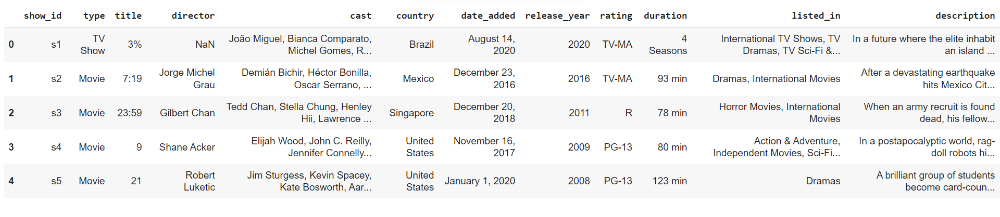 show_id type title director cast country date_added release_year rating duration listed_in description
0 s1 TV Show 3% NaN João Miguel, Bianca Comparato, Michel Gomes, R... Brazil August 14, 2020 2020 TV-MA 4 Seasons International TV Shows, TV Dramas, TV Sci-Fi &... In a future where the elite inhabit an island ...
1 s2 Movie 7:19 Jorge Michel Grau Demián Bichir, Héctor Bonilla, Oscar Serrano, ... Mexico December 23, 2016 2016 TV-MA 93 min Dramas, International Movies After a devastating earthquake hits Mexico Cit...
2 s3 Movie 23:59 Gilbert Chan Tedd Chan, Stella Chung, Henley Hii, Lawrence ... Singapore December 20, 2018 2011 R 78 min Horror Movies, International Movies When an army recruit is found dead, his fellow...
3 s4 Movie 9 Shane Acker Elijah Wood, John C. Reilly, Jennifer Connelly... United States November 16, 2017 2009 PG-13 80 min Action & Adventure, Independent Movies, Sci-Fi... In a postapocalyptic world, rag-doll robots hi...
4 s5 Movie 21 Robert Luketic Jim Sturgess, Kevin Spacey, Kate Bosworth, Aar... United States January 1, 2020 2008 PG-13 123 min Dramas A brilliant group of students become card-coun...